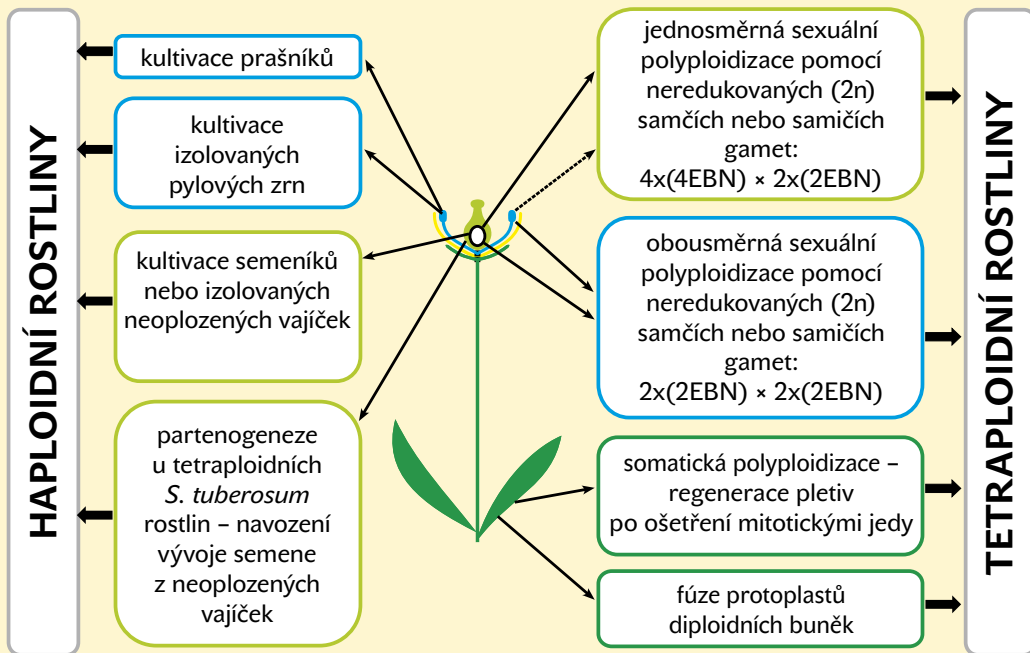 HAPLOIDNÍ ROSTLINY
kultivace prašníků
kultivace
izolovaných
pylových zrn
kultivace semeníků
nebo izolovaných
neoplozených vajíček
partenogeneze
u tetraploidních
S. tuberosum
rostlin – navození
vývoje semene
z neoplozených
vajíček
jednosměrná sexuální
polyploidizace pomocí
neredukovaných (2n)
samčích nebo samičích
gamet:
4x(4EBN) × 2x(2EBN)
obousměrná sexuální
polyploidizace pomocí
neredukovaných (2n)
samčích nebo samičích
gamet:
2x(2EBN) × 2x(2EBN)
somatická polyploidizace –
regenerace pletiv
po ošetření mitotickými jedy
fúze protoplastů
diploidních buněk
TETRAPLOIDNÍ ROSTLINY